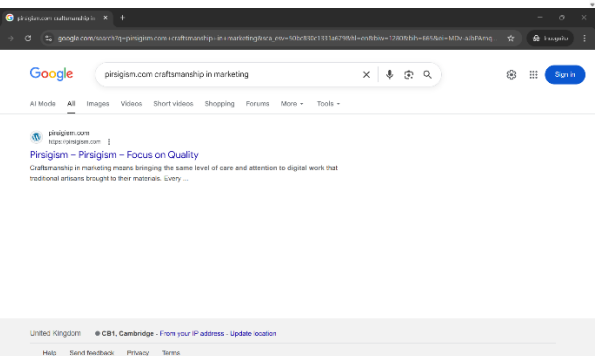 pirsigism.com craftsmanship in
Incognito
Google
pirsigism.com craftsmanship in marketing
Sign in
AI Mode All Images Videos Short videos Shopping Forums More Tools
pirsigism.com
https://pirsigism.com
Pirsigism – Pirsigism – Focus on Quality
Craftsmanship in marketing means bringing the same level of care and attention to digital work that
traditional artisans brought to their materials. Every ...
United Kingdom CB1, Cambridge - From your IP address - Update location
Help Send feedback Privacy Terms